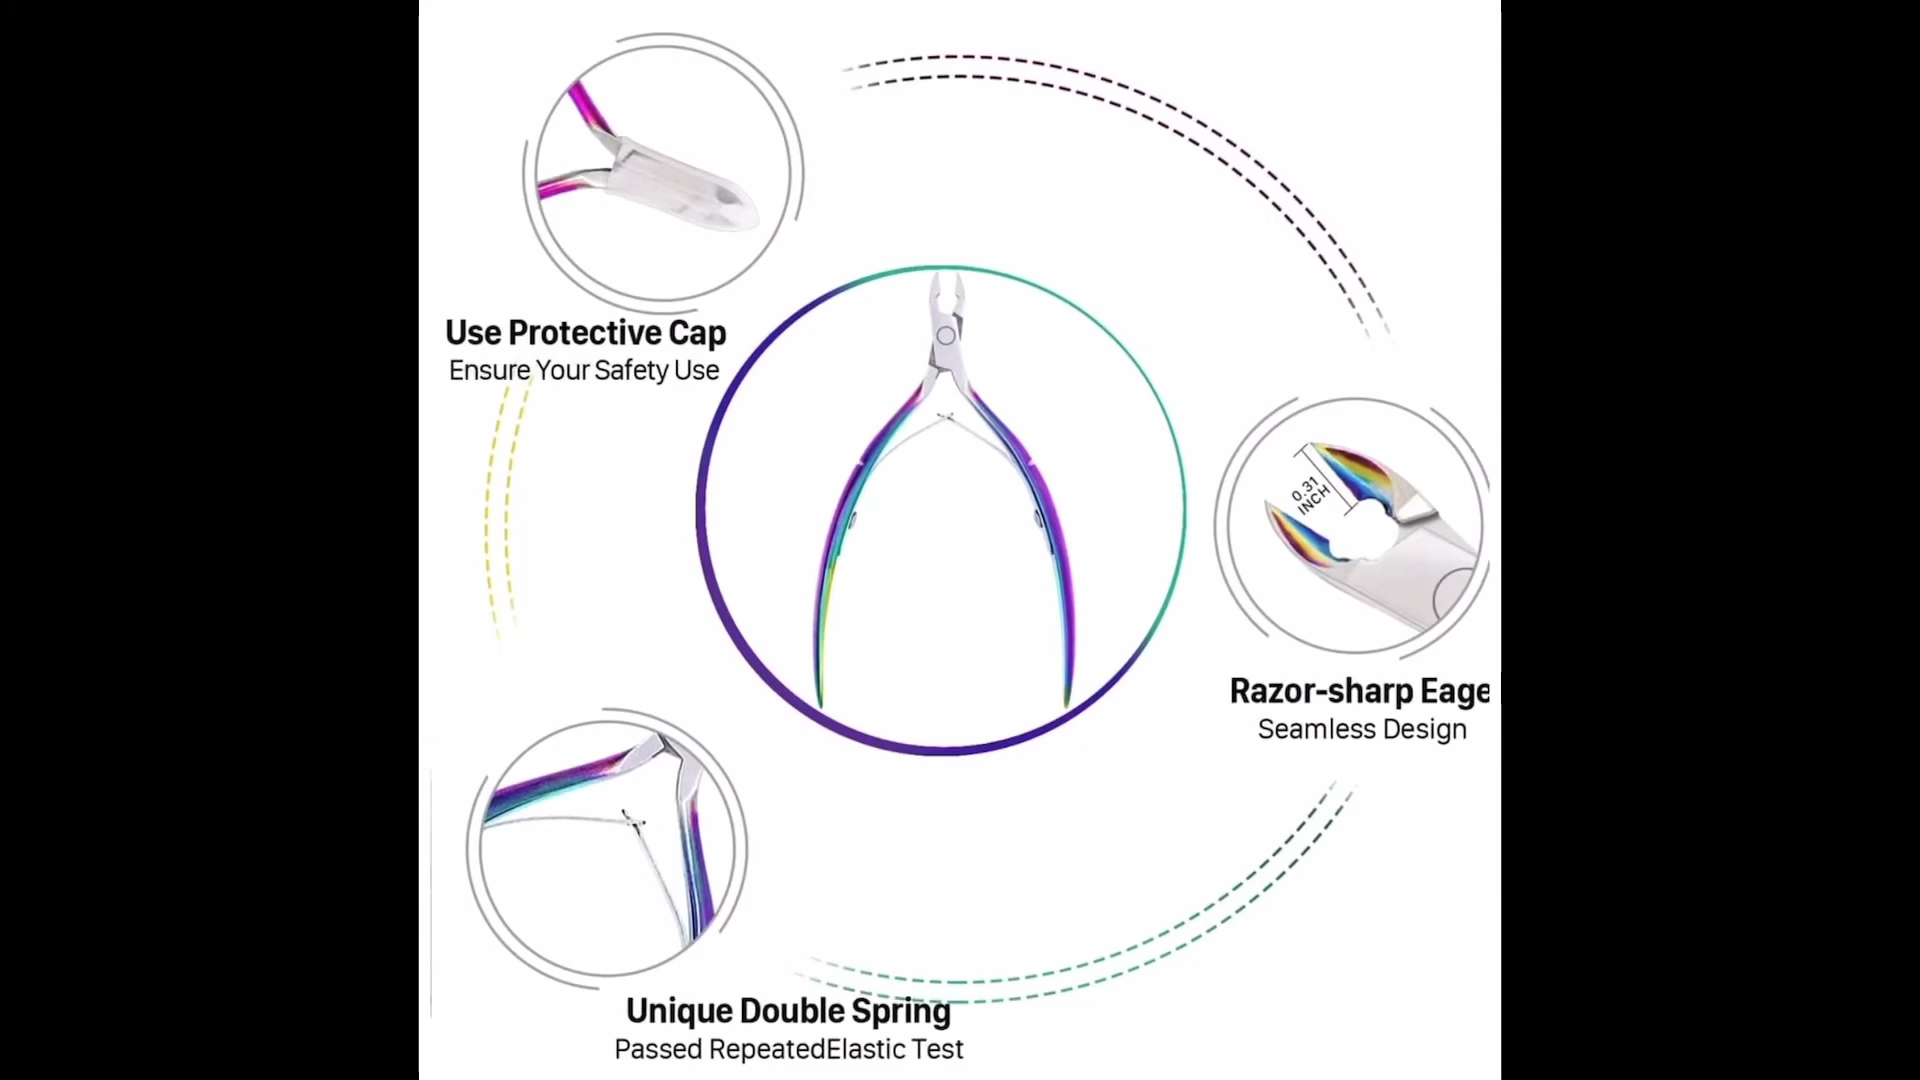 Use Protective Cap
Ensure Your Safety Use
0.31
INCH
Razor-sharp Eage
Seamless Design
Unique Double Spring
Passed RepeatedElastic Test